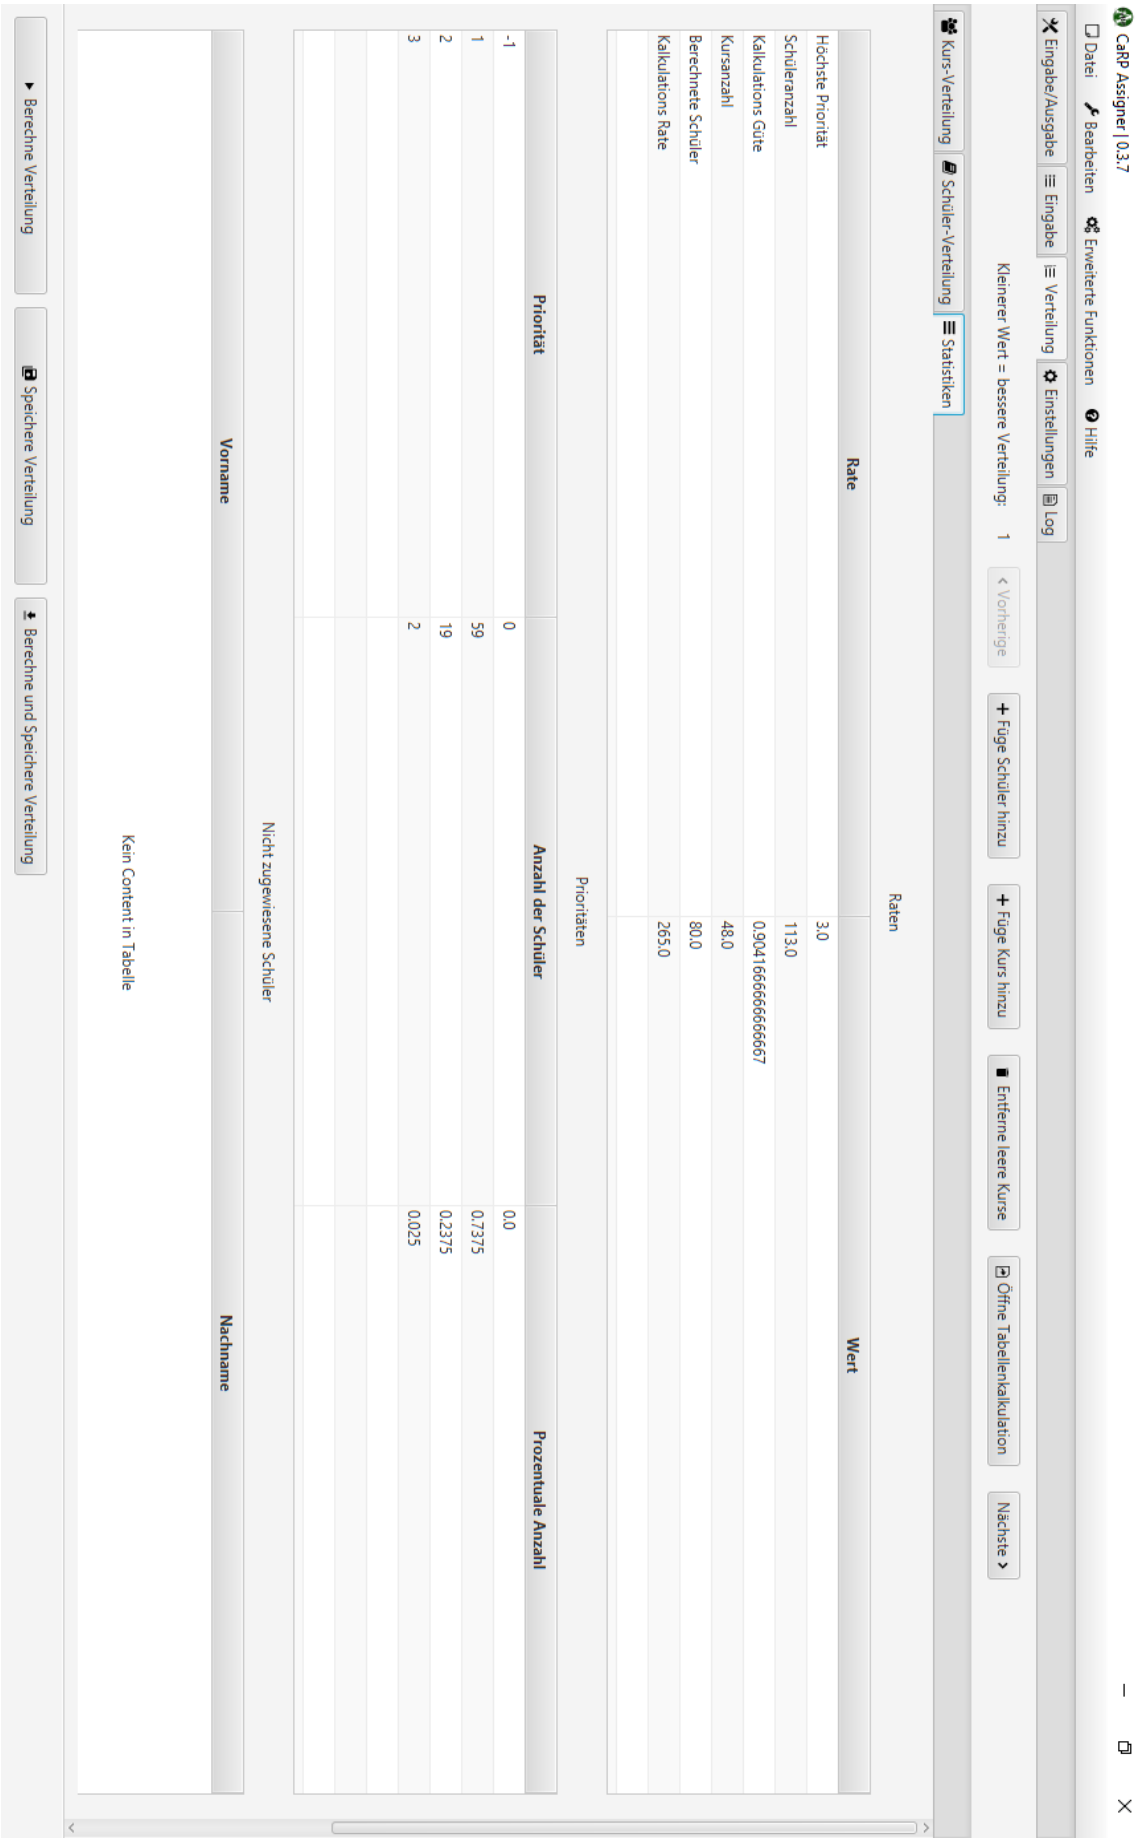 CaRP Assigner | 0.3.7
Datei Bearbeiten Erweiterte Funktionen Hilfe
Eingabe/Ausgabe Eingabe Verteilung Einstellungen Log
Kleinerer Wert = bessere Verteilung: 1 < Vorherige + Füge Schüler hinzu + Füge Kurs hinzu Entferne leere Kurse Öffne Tabellenkalkulation Nächste >
Kurs-Verteilung Schüler-Verteilung Statistiken
Raten
Rate Wert
Höchste Priorität 3.0
Schüleranzahl 113.0
Kalkulations Güte 0.9041666666666667
Kursanzahl 48.0
Berechnete Schüler 80.0
Kalkulations Rate 265.0
Prioritäten
Priorität Anzahl der Schüler Prozentuale Anzahl
-1 0 0.0
1 59 0.7375
2 19 0.2375
3 2 0.025
Nicht zugewiesene Schüler
Vorname Nachname
Kein Content in Tabelle
Berechne Verteilung Speichere Verteilung Berechne und Speichere Verteilung